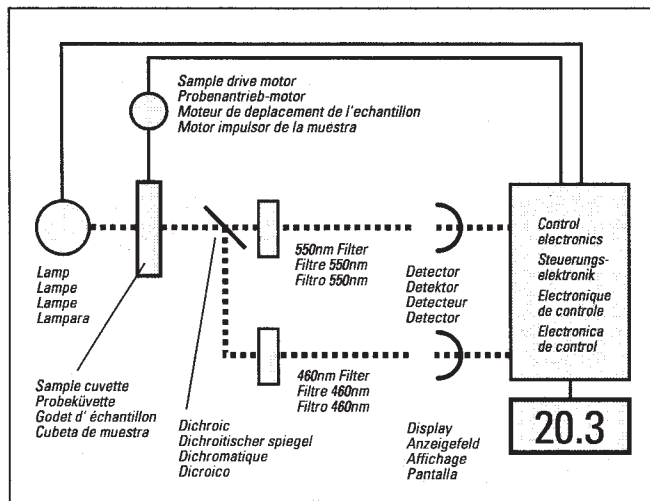 Sample drive motor
Probenantrieb-motor
Moteur de deplacement de l'echantillon
Motor impulsor de la muestra
Lamp
Lampe
Lampe
Lampara
550nm Filter
Filtre 550nm
Filtro 550nm
Detector
Detektor
Detecteur
Detector
Control
electronics
Steuerungs-
elektronik
Electronique
de controle
Electronica
de control
Sample cuvette
Probeküvette
Godet d' échantillon
Cubeta de muestra
Dichroic
Dichroitischer spiegel
Dichromatique
Dicroico
460nm Filter
Filtre 460nm
Filtro 460nm
Display
Anzeigefeld
Affichage
Pantalla
20.3